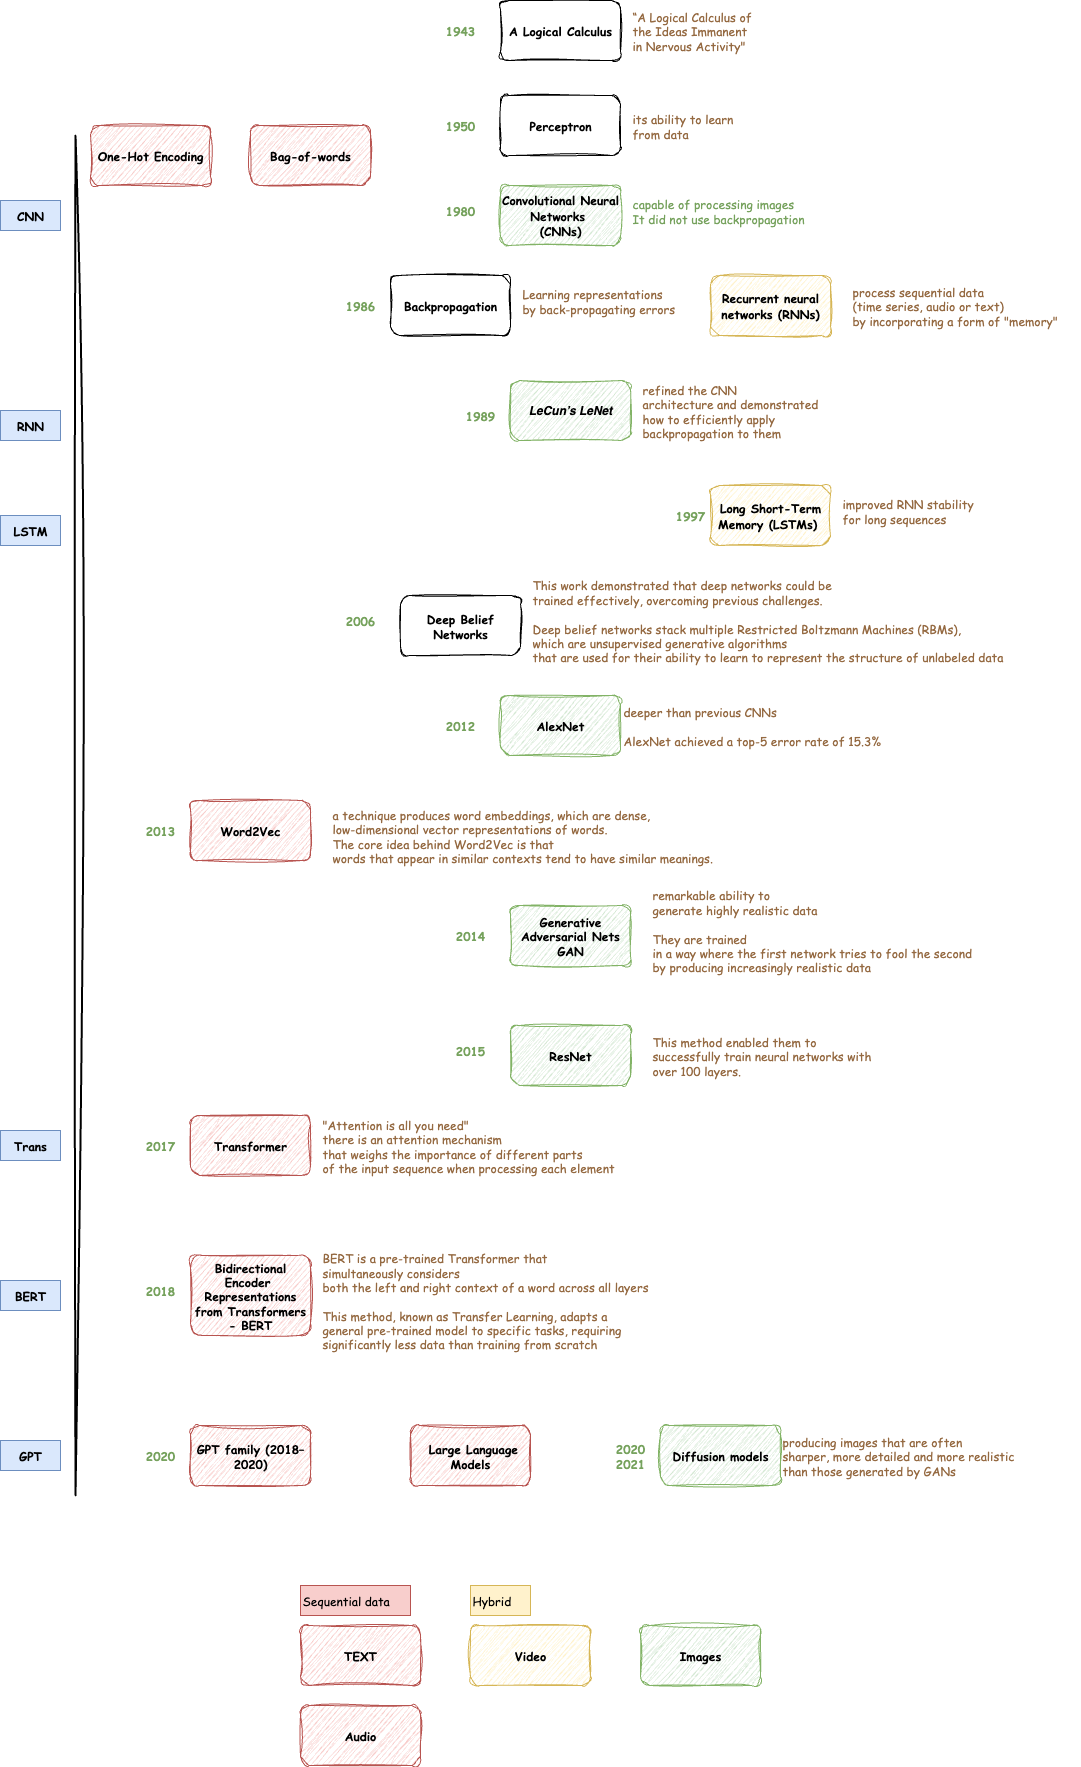 1943
A Logical Calculus
“A Logical Calculus of
the Ideas Immanent
in Nervous Activity"
1950
Perceptron
its ability to learn
from data
One-Hot Encoding
Bag-of-words
CNN
1980
Convolutional Neural
Networks
(CNNs)
capable of processing images
It did not use backpropagation
1986
Backpropagation
Learning representations
by back-propagating errors
Recurrent neural
networks (RNNs)
process sequential data
(time series, audio or text)
by incorporating a form of "memory"
RNN
1989
LeCun’s LeNet
refined the CNN
architecture and demonstrated
how to efficiently apply
backpropagation to them
LSTM
1997
Long Short-Term
Memory (LSTMs)
improved RNN stability
for long sequences
2006
Deep Belief
Networks
This work demonstrated that deep networks could be
trained effectively, overcoming previous challenges.
Deep belief networks stack multiple Restricted Boltzmann Machines (RBMs),
which are unsupervised generative algorithms
that are used for their ability to learn to represent the structure of unlabeled data
2012
AlexNet
deeper than previous CNNs
AlexNet achieved a top-5 error rate of 15.3%
2013
Word2Vec
a technique produces word embeddings, which are dense,
low-dimensional vector representations of words.
The core idea behind Word2Vec is that
words that appear in similar contexts tend to have similar meanings.
2014
Generative
Adversarial Nets
GAN
remarkable ability to
generate highly realistic data
They are trained
in a way where the first network tries to fool the second
by producing increasingly realistic data
2015
ResNet
This method enabled them to
successfully train neural networks with
over 100 layers.
Trans
2017
Transformer
"Attention is all you need"
there is an attention mechanism
that weighs the importance of different parts
of the input sequence when processing each element
BERT
2018
Bidirectional
Encoder
Representations
from Transformers
- BERT
BERT is a pre-trained Transformer that
simultaneously considers
both the left and right context of a word across all layers
This method, known as Transfer Learning, adapts a
general pre-trained model to specific tasks, requiring
significantly less data than training from scratch
GPT
2020
GPT family (2018–
2020)
Large Language
Models
2020
2021
Diffusion models
producing images that are often
sharper, more detailed and more realistic
than those generated by GANs
Sequential data
Hybrid
TEXT
Video
Images
Audio